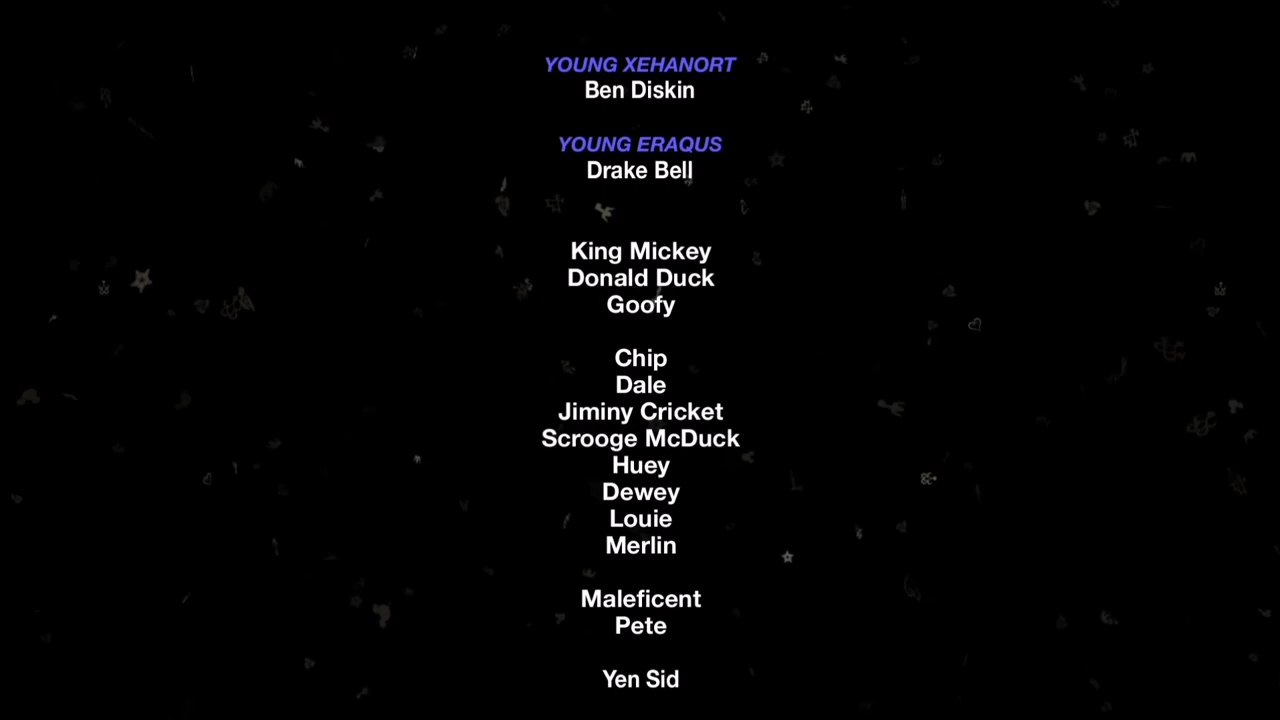 YOUNG XEHANORT
Ben Diskin
YOUNG ERAQUS
Drake Bell
King Mickey
Donald Duck
Goofy
Chip
Dale
Jiminy Cricket
Scrooge McDuck
Huey
Dewey
Louie
Merlin
Maleficent
Pete
Yen Sid